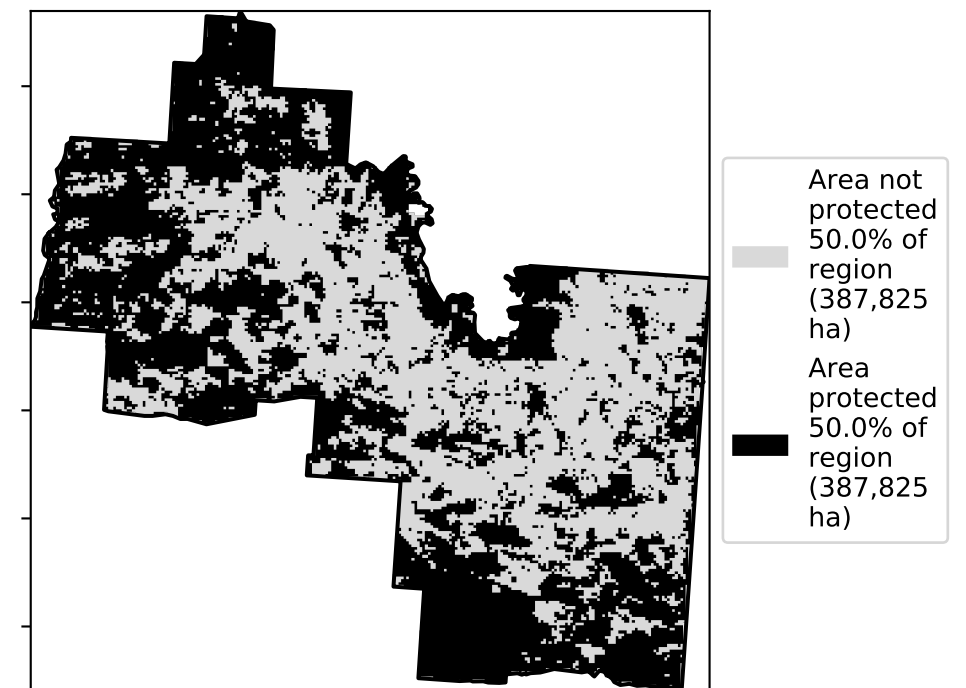 Area not
protected
50.0% of
region
(387,825
ha)
Area
protected
50.0% of
region
(387,825
ha)